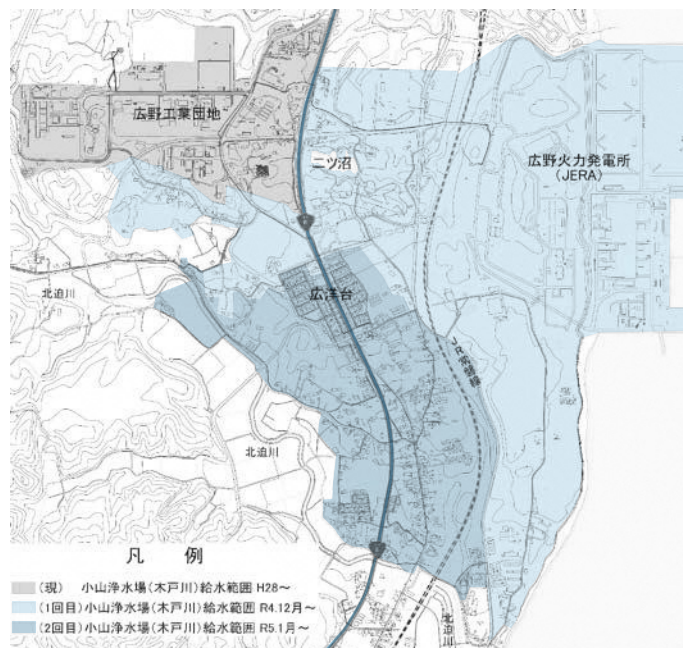 広野工業団地
二ツ沼
広野火力発電所
(JERA)
広洋台
北迫川
JR常磐線
北迫川
凡 例
(現) 小山浄水場(木戸川)給水範囲 H28～
(1回目)小山浄水場(木戸川)給水範囲 R4.12月～
(2回目)小山浄水場(木戸川)給水範囲 R5.1月～
北迫川